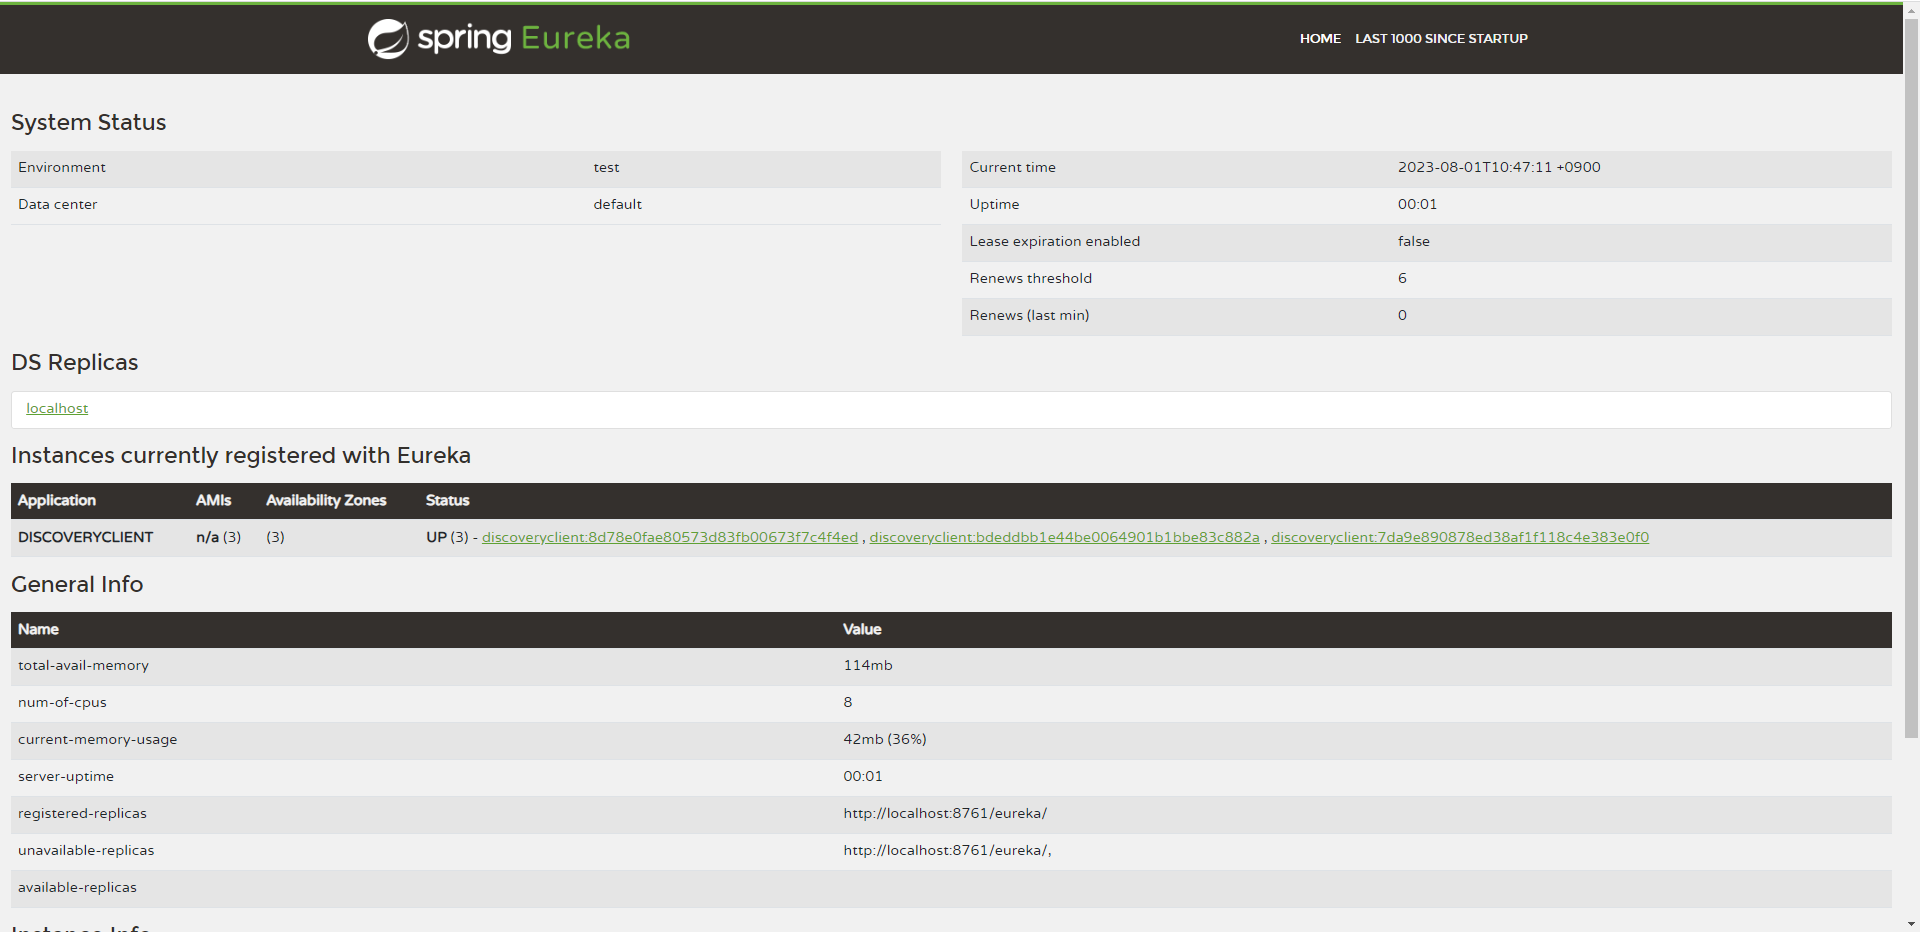 spring Eureka
HOME LAST 1000 SINCE STARTUP
System Status
Environment test
Data center default
Current time 2023-08-01T10:47:11 +0900
Uptime 00:01
Lease expiration enabled false
Renews threshold 6
Renews (last min) 0
DS Replicas
localhost
Instances currently registered with Eureka
Application AMIs Availability Zones Status
DISCOVERYCLIENT n/a (3) (3) UP (3) - discoveryclient:8d78e0fae80573d83fb00673f7c4f4ed , discoveryclient:bdeddbb1e44be0064901b1bbe83c882a , discoveryclient:7da9e890878ed38af1f118c4e383e0f0
General Info
Name Value
total-avail-memory 114mb
num-of-cpus 8
current-memory-usage 42mb (36%)
server-uptime 00:01
registered-replicas http://localhost:8761/eureka/
unavailable-replicas http://localhost:8761/eureka/,
available-replicas
Instance Info